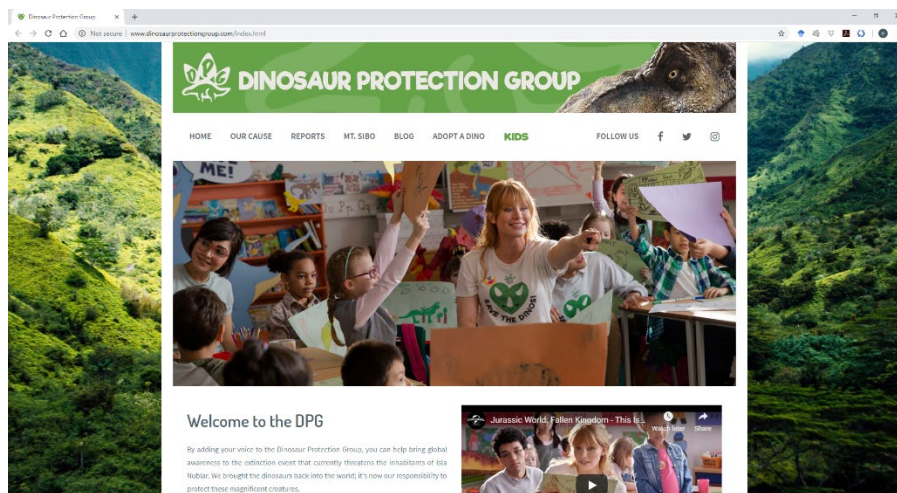 Dinosaur Protection Group
Not secure | www.dinosaurprotectiongroup.com/index.html
DINOSAUR PROTECTION GROUP
HOME OUR CAUSE REPORTS MT. SIBO BLOG ADOPT A DINO KIDS FOLLOW US
ME!
SAVE THE DINOS!
Welcome to the DPG
By adding your voice to the Dinosaur Protection Group, you can help bring global
awareness to the extinction event that currently threatens the inhabitants of Isla
Nublar. We brought the dinosaurs back into the world; it's now our responsibility to
protect these magnificent creatures.
Jurassic World: Fallen Kingdom - This Is...
Watch later Share